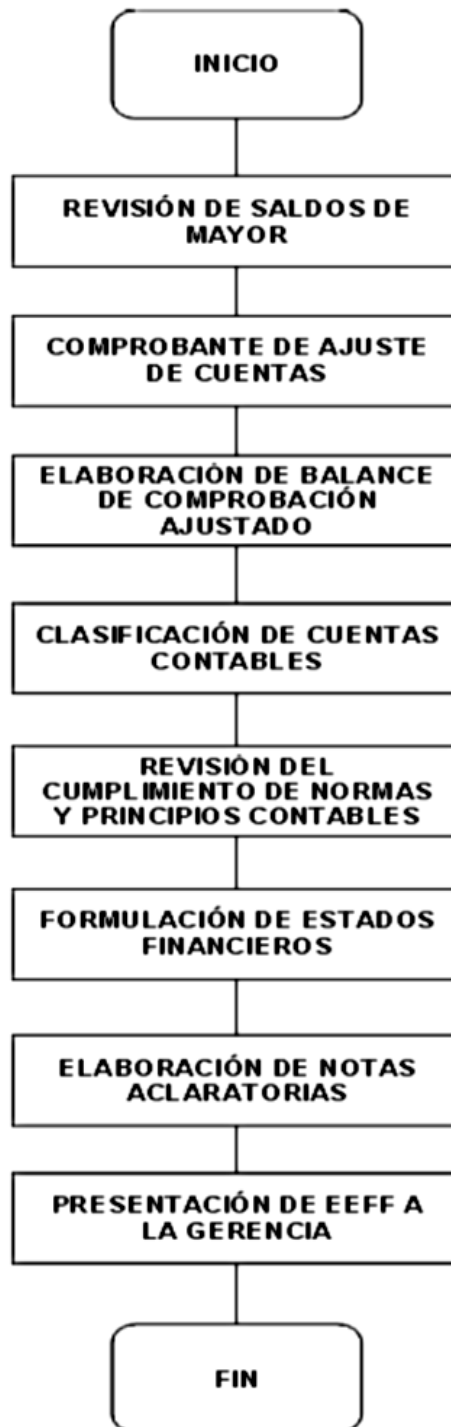 INICIO
REVISIÓN DE SALDOS DE
MAYOR
COMPROBANTE DE AJUSTE
DE CUENTAS
ELABORACIÓN DE BALANCE
DE COMPROBACIÓN
AJUSTADO
CLASIFICACIÓN DE CUENTAS
CONTABLES
REVISIÓN DEL
CUMPLIMIENTO DE NORMAS
Y PRINCIPIOS CONTABLES
FORMULACIÓN DE ESTADOS
FINANCIEROS
ELABORACIÓN DE NOTAS
ACLARATORIAS
PRESENTACIÓN DE EEFF A
LA GERENCIA
FIN